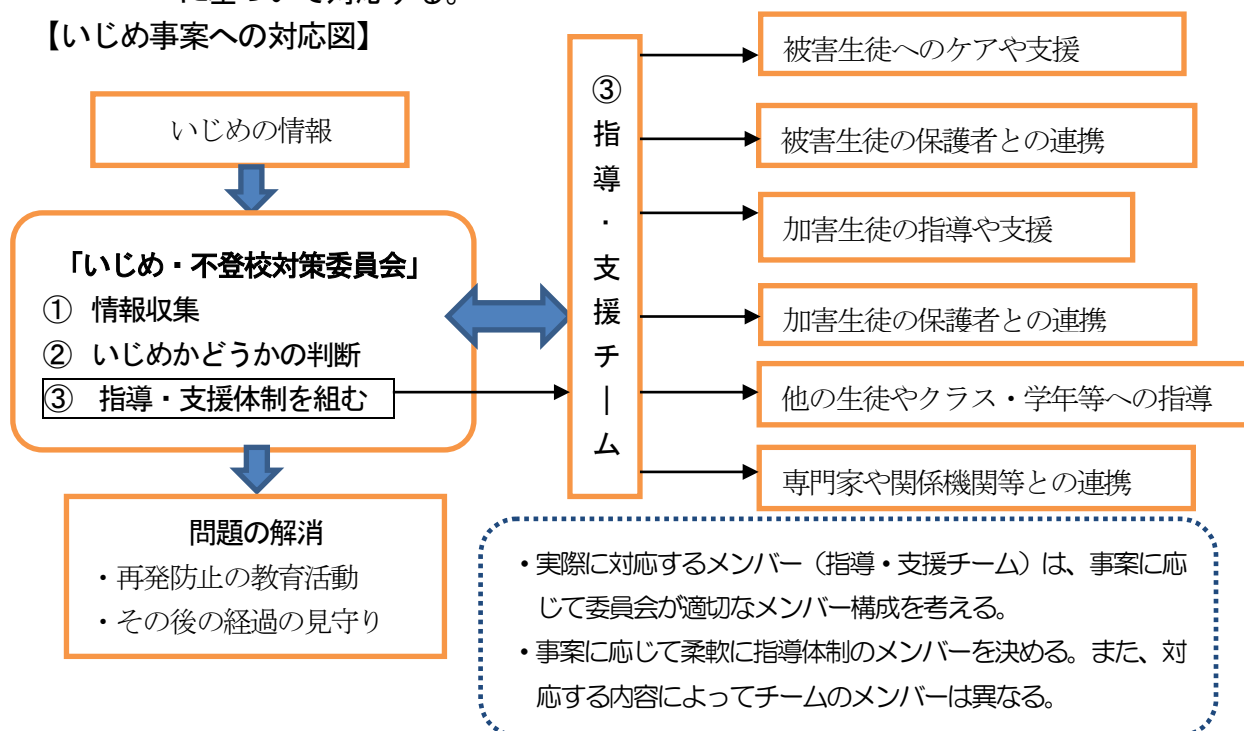 に基づいて対応する。
【いじめ事案への対応図】
いじめの情報
「いじめ・不登校対策委員会」
① 情報収集
② いじめかどうかの判断
③ 指導・支援体制を組む
問題の解消
・再発防止の教育活動
・その後の経過の見守り
③
指
導
・
支
援
チ
ー
ム
被害生徒へのケアや支援
被害生徒の保護者との連携
加害生徒の指導や支援
加害生徒の保護者との連携
他の生徒やクラス・学年等への指導
専門家や関係機関等との連携
・実際に対応するメンバー（指導・支援チーム）は、事案に応
じて委員会が適切なメンバー構成を考える。
・事案に応じて柔軟に指導体制のメンバーを決める。また、対
応する内容によってチームのメンバーは異なる。